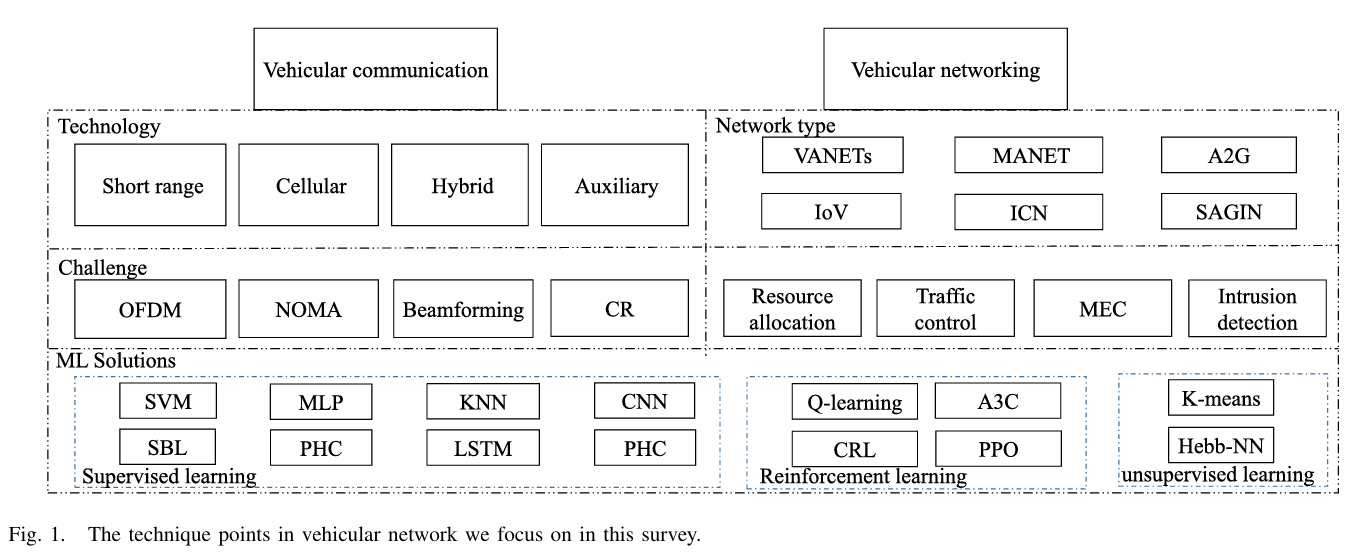 Vehicular communication
Vehicular networking
Technology
Short range
Cellular
Hybrid
Auxiliary
Network type
VANETs
MANET
A2G
IoV
ICN
SAGIN
Challenge
OFDM
NOMA
Beamforming
CR
Resource
allocation
Traffic
control
MEC
Intrusion
detection
ML Solutions
SVM
MLP
KNN
CNN
SBL
PHC
LSTM
PHC
Supervised learning
Q-learning
A3C
CRL
PPO
Reinforcement learning
K-means
Hebb-NN
unsupervised learning
Fig. 1. The technique points in vehicular network we focus on in this survey.